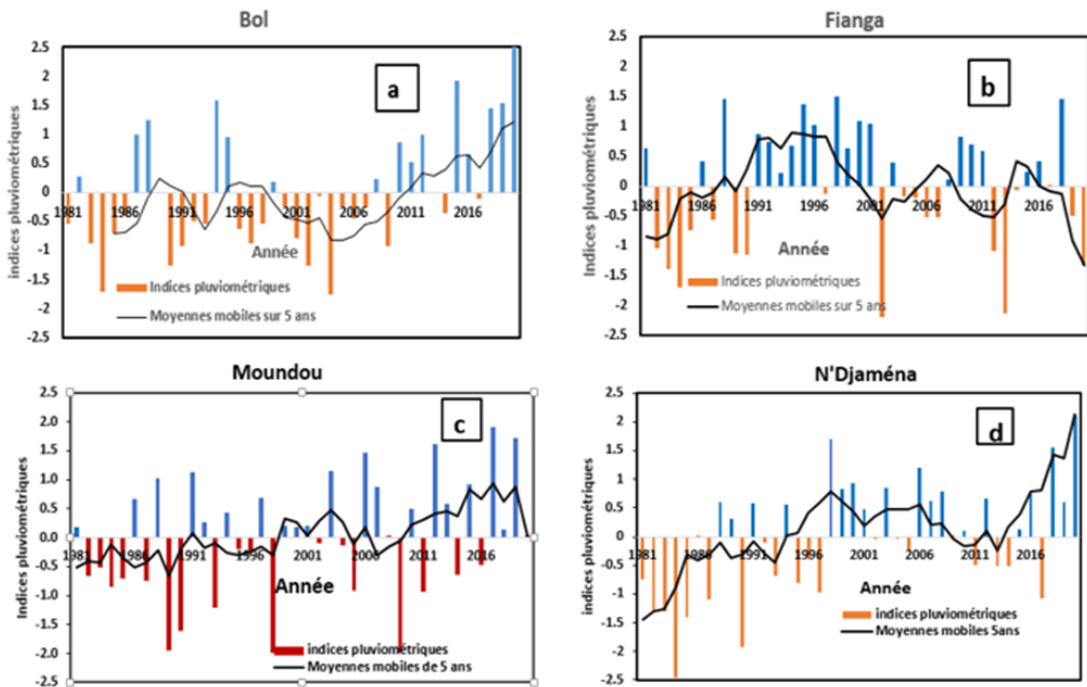 Bol
indices pluviométriques
2.5
2
1.5
1
0.5
0
-0.5
-1
-1.5
-2
-2.5
a
1981 1986 1991 1996 2001 2006 2011 2016
Année
Indices pluviométriques
Moyennes mobiles sur 5 ans
Fianga
Indices pluviométriques
2.5
2
1.5
1
0.5
0
-0.5
-1
-1.5
-2
-2.5
b
1981 1986 1991 1996 2001 2006 2011 2016
Année
Indices pluviométriques
Moyennes mobiles sur 5 ans
Moundou
Indices pluviométriques
2.5
2.0
1.5
1.0
0.5
0.0
-0.5
-1.0
-1.5
-2.0
-2.5
c
1981 1986 1991 1996 2001 2006 2011 2016
Année
indices pluviométriques
Moyennes mobiles de 5 ans
N'Djaména
indices pluviométriques
2.5
2
1.5
1
0.5
0
-0.5
-1
-1.5
-2
-2.5
d
1981 1986 1991 1996 2001 2006 2011 2016
Année
indices pluviométriques
Moyennes mobiles 5ans